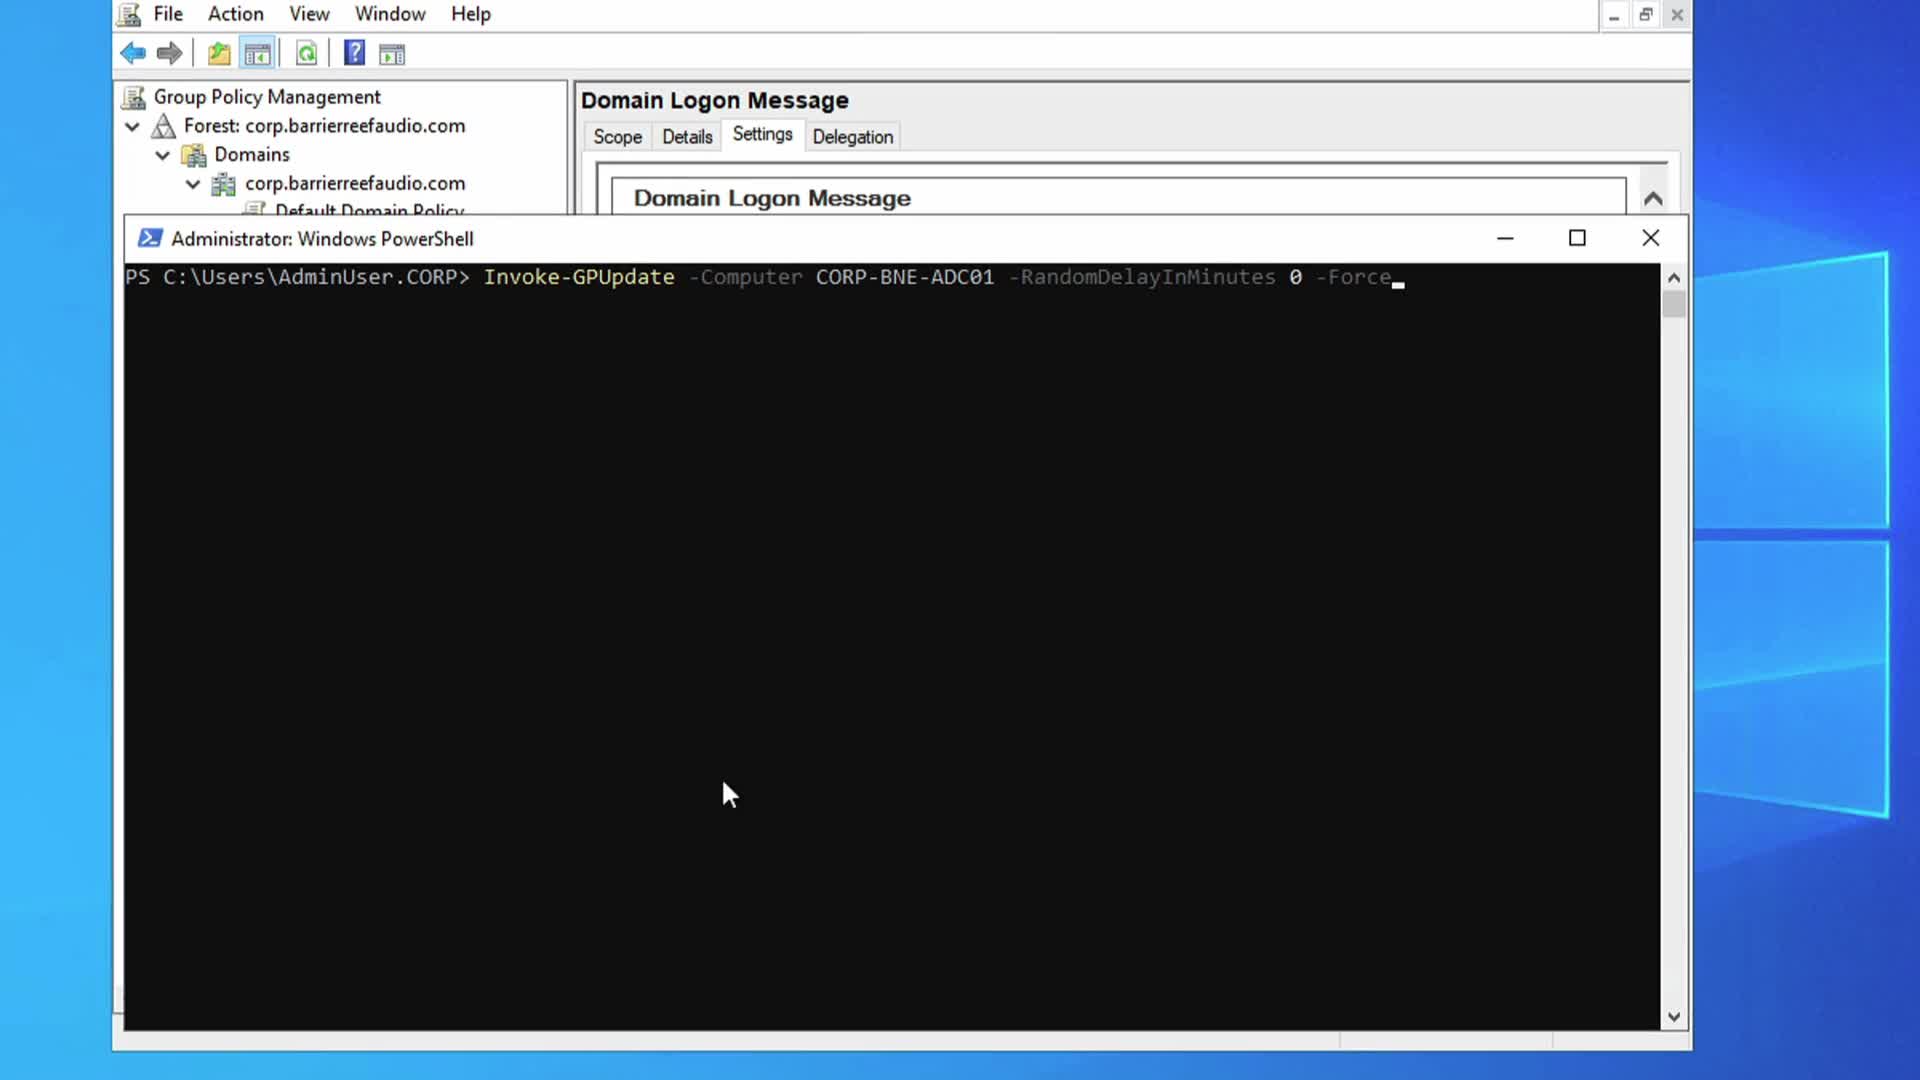 File Action View Window Help
Group Policy Management
Forest: corp.barrierreefaudio.com
Domains
corp.barrierreefaudio.com
Default Domain Policy
Domain Logon Message
Scope Details Settings Delegation
Domain Logon Message
Administrator: Windows PowerShell
PS C:\Users\AdminUser.CORP> Invoke-GPUpdate -Computer CORP-BNE-ADC01 -RandomDelayInMinutes 0 -Force